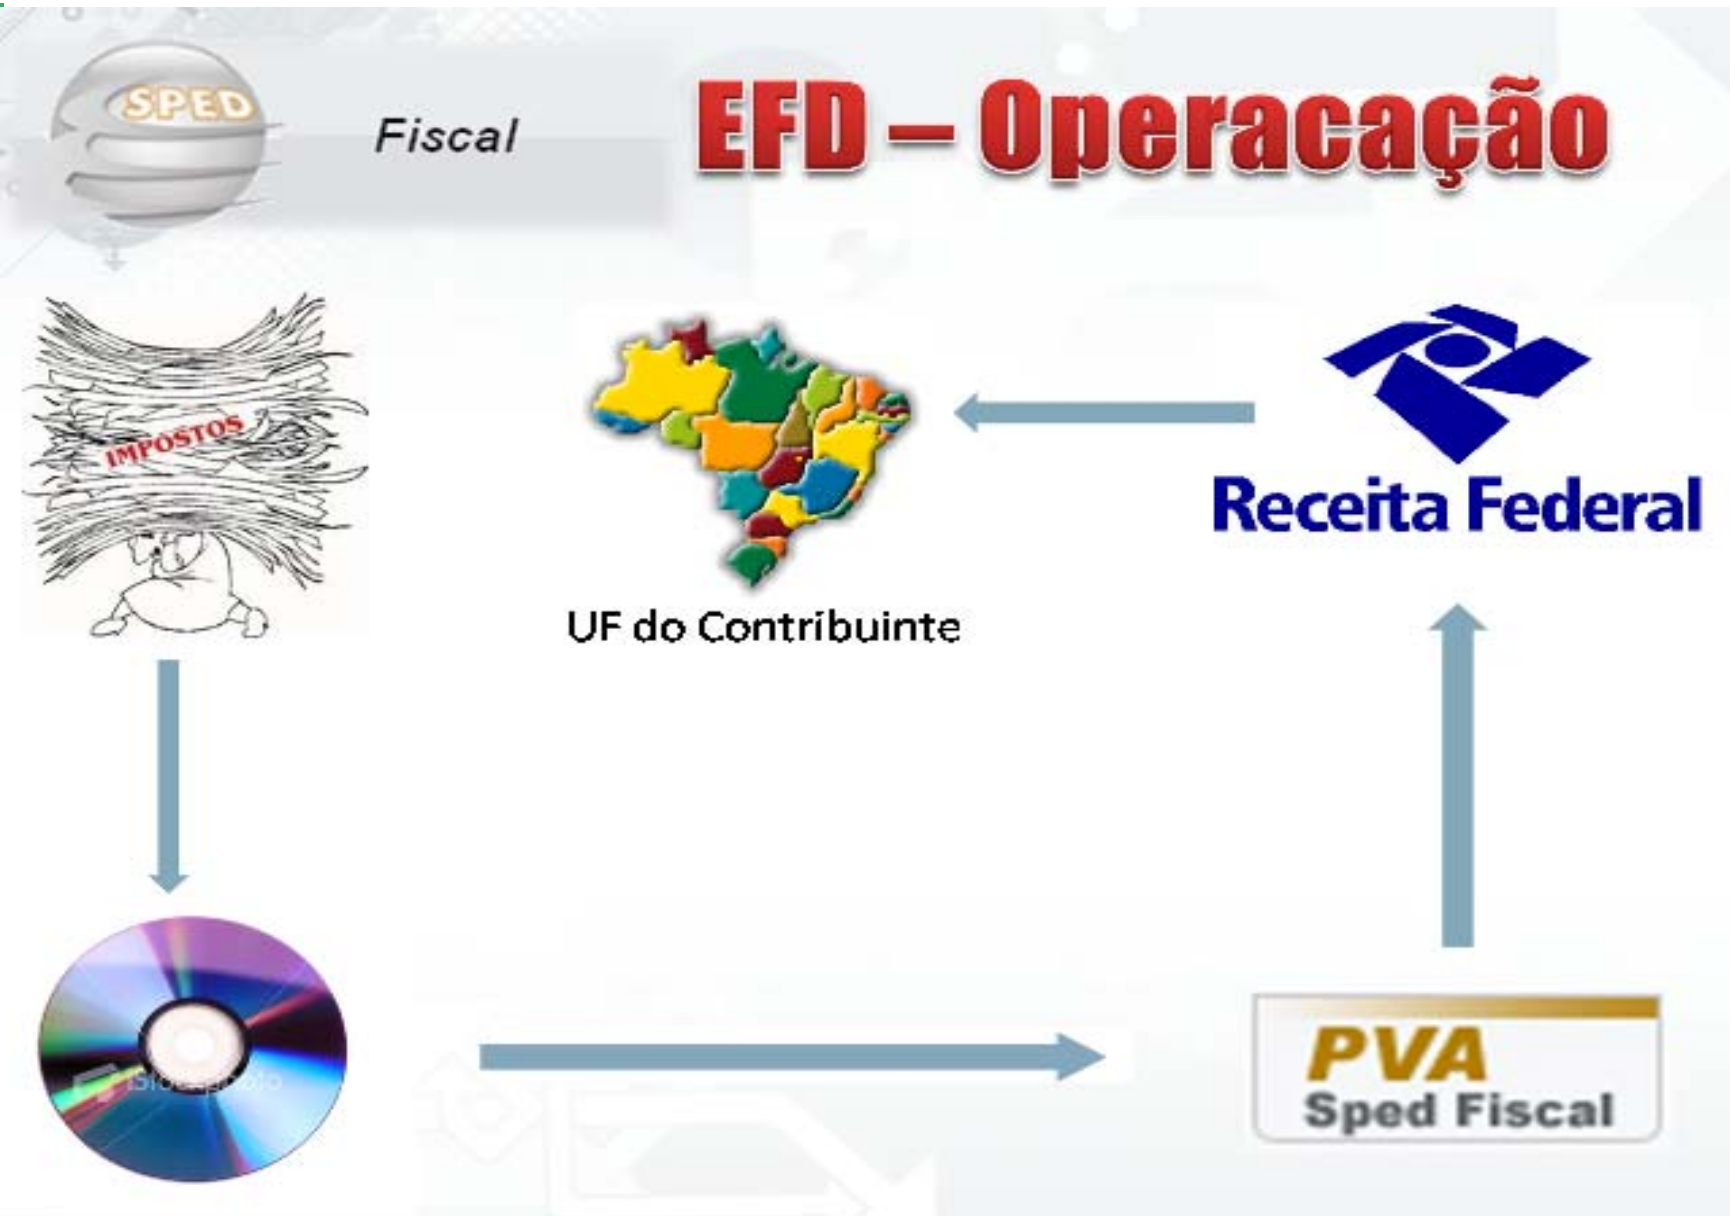 SPED
Fiscal
EFD – Operacação
IMPOSTOS
UF do Contribuinte
Receita Federal
PVA
Sped Fiscal